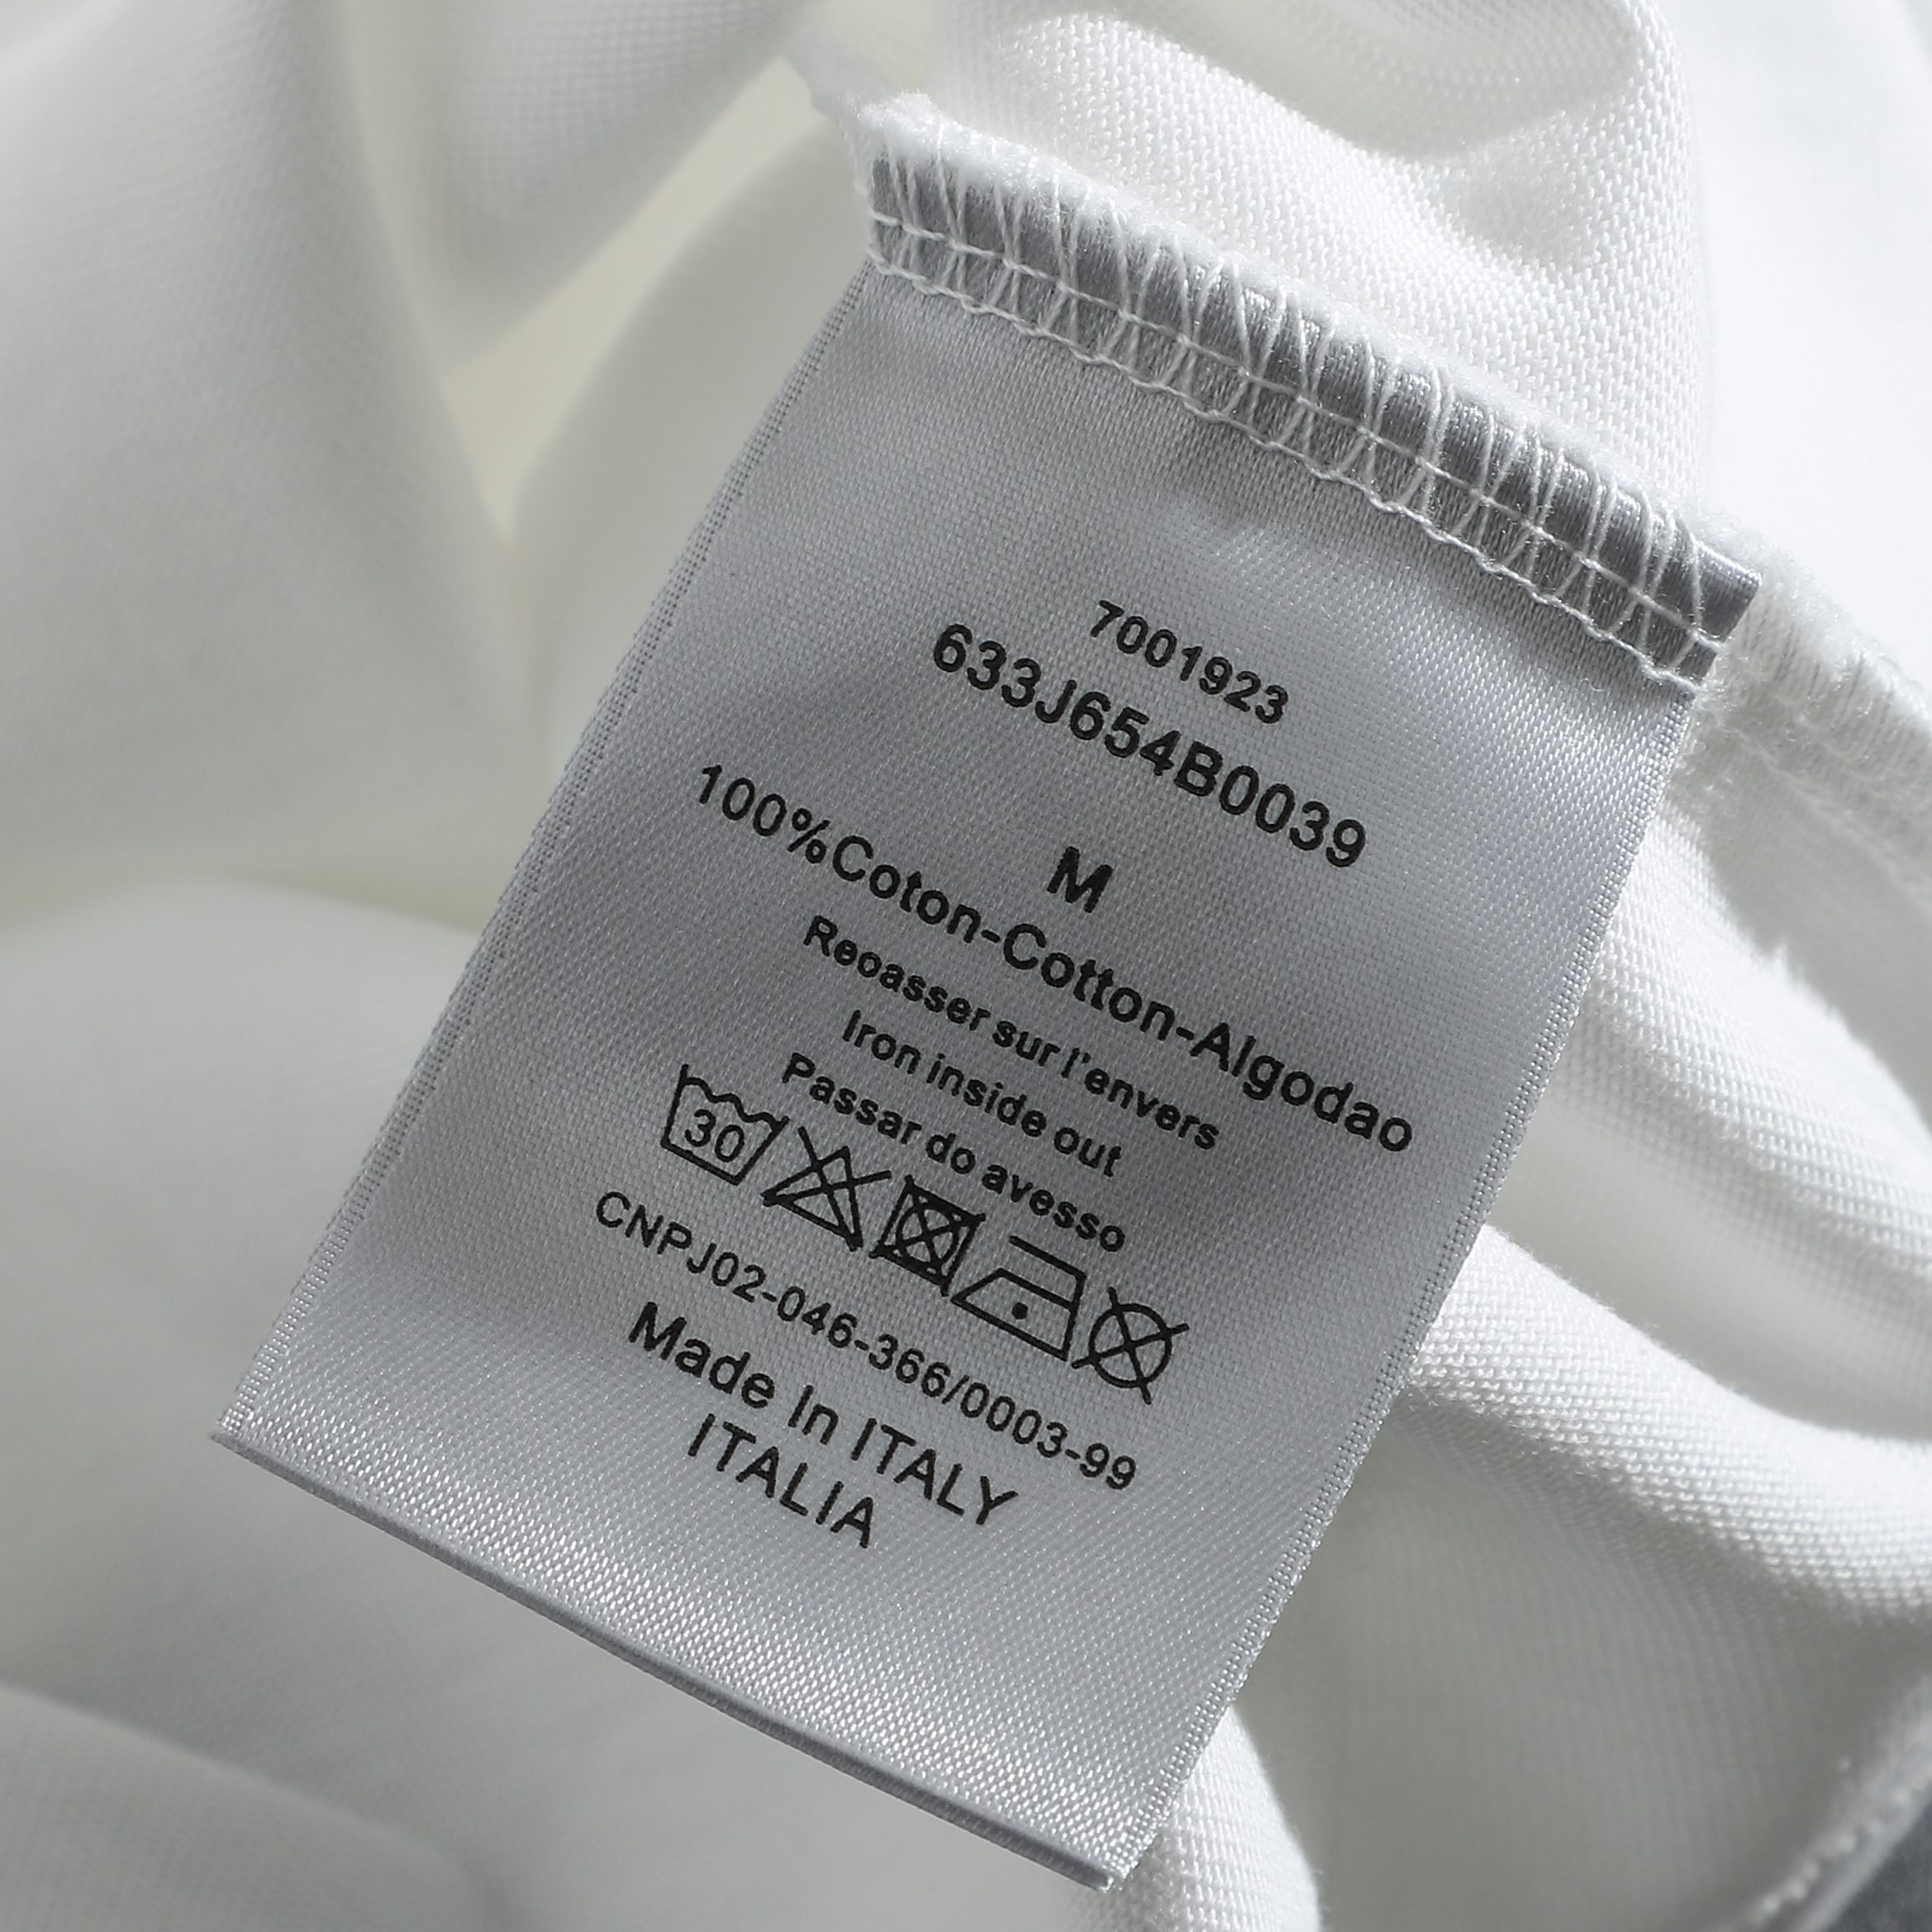 7001923
633J654B0039
M
100%Coton-Cotton-Algodao
Reoasser sur l'envers
Iron inside out
Passar do avesso
30
CNPJ02-046-366/0003-99
Made In ITALY
ITALIA